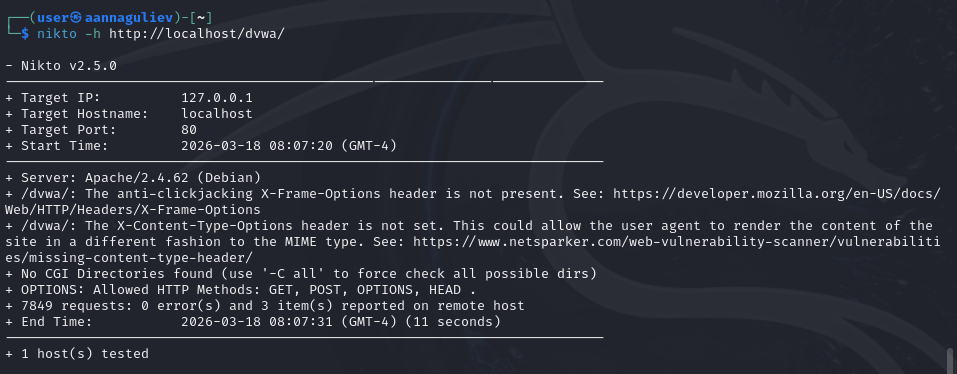 ┌──(user㉿aannaguliev)-[~]
└─$ nikto -h http://localhost/dvwa/
- Nikto v2.5.0
---------------------------------------------------------------------------
+ Target IP:          127.0.0.1
+ Target Hostname:    localhost
+ Target Port:        80
+ Start Time:         2026-03-18 08:07:20 (GMT-4)
---------------------------------------------------------------------------
+ Server: Apache/2.4.62 (Debian)
+ /dvwa/: The anti-clickjacking X-Frame-Options header is not present. See: https://developer.mozilla.org/en-US/docs/
Web/HTTP/Headers/X-Frame-Options
+ /dvwa/: The X-Content-Type-Options header is not set. This could allow the user agent to render the content of the
site in a different fashion to the MIME type. See: https://www.netsparker.com/web-vulnerability-scanner/vulnerabiliti
es/missing-content-type-header/
+ No CGI Directories found (use '-C all' to force check all possible dirs)
+ OPTIONS: Allowed HTTP Methods: GET, POST, OPTIONS, HEAD .
+ 7849 requests: 0 error(s) and 3 item(s) reported on remote host
+ End Time:           2026-03-18 08:07:31 (GMT-4) (11 seconds)
---------------------------------------------------------------------------
+ 1 host(s) tested